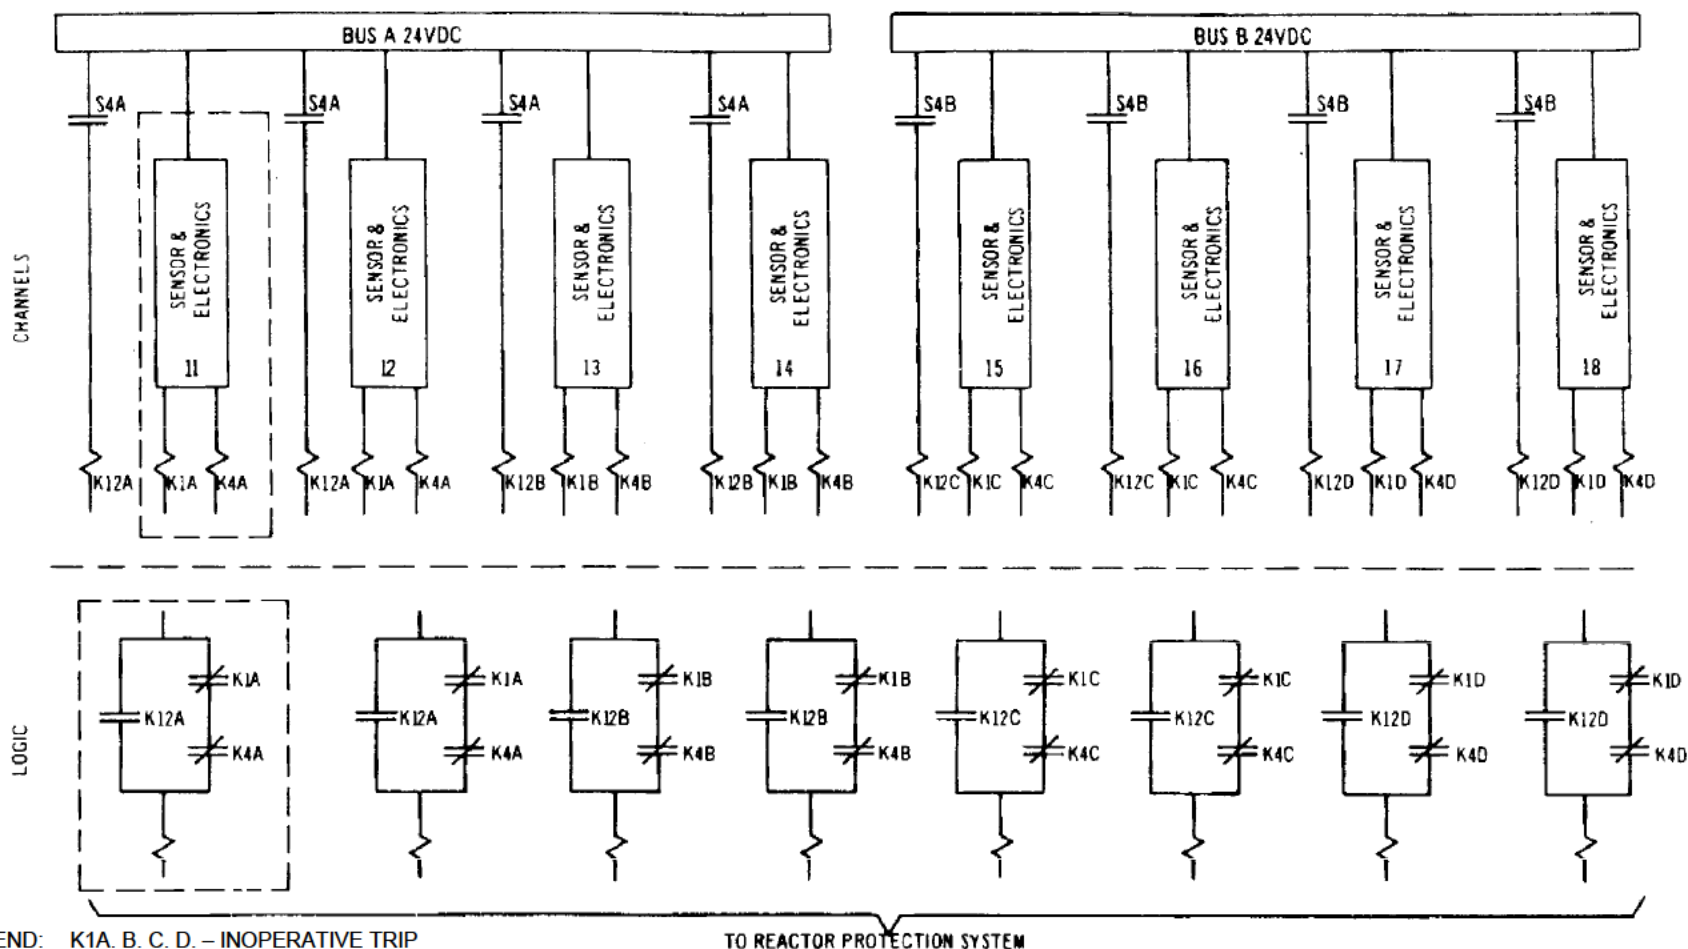 BUS A 24VDC
BUS B 24VDC
S4A
S4A
S4A
S4A
S4B
S4B
S4B
S4B
CHANNELS
SENSOR &
ELECTRONICS
11
SENSOR &
ELECTRONICS
12
SENSOR &
ELECTRONICS
13
SENSOR &
ELECTRONICS
14
SENSOR &
ELECTRONICS
15
SENSOR &
ELECTRONICS
16
SENSOR &
ELECTRONICS
17
SENSOR &
ELECTRONICS
18
K12A K1A K4A K12A K1A K4A K12B K1B K4B K12B K1B K4B K12C K1C K4C K12C K1C K4C K12D K1D K4D K12D K1D K4D
LOGIC
K1A K1A K1B K1B K1C K1C K1D K1D
K12A K12A K12B K12B K12C K12C K12D K12D
K4A K4A K4B K4B K4C K4C K4D K4D
END: K1A. B. C. D. – INOPERATIVE TRIP
TO REACTOR PROTECTION SYSTEM